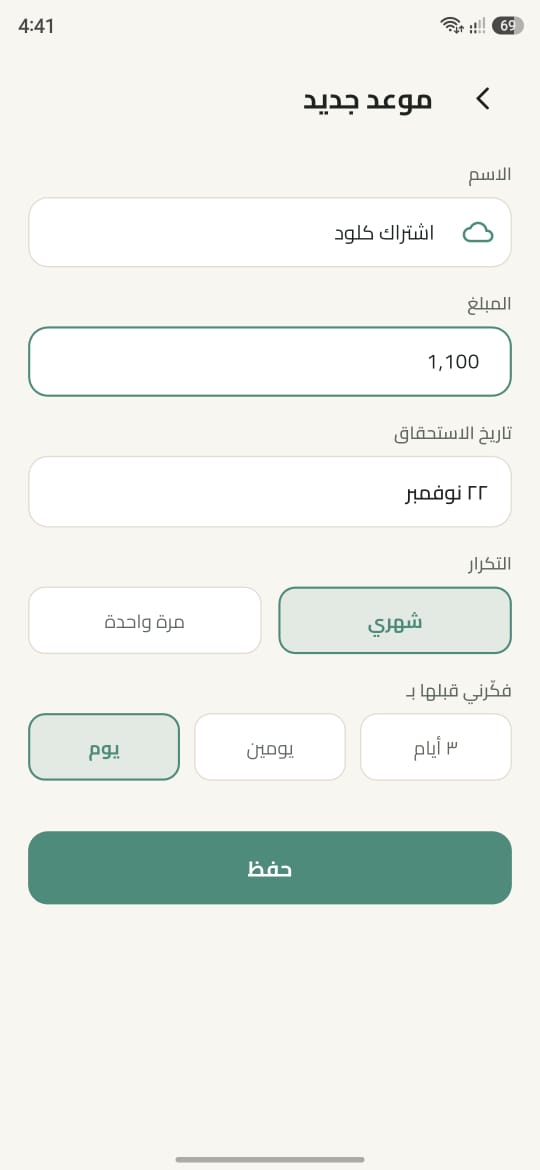 4:41
69
موعد جديد
الاسم
اشتراك كلود
المبلغ
1,100
تاريخ الاستحقاق
٢٢ نوفمبر
التكرار
شهري
مرة واحدة
فكّرني قبلها بـ
٣ أيام
يومين
يوم
حفظ